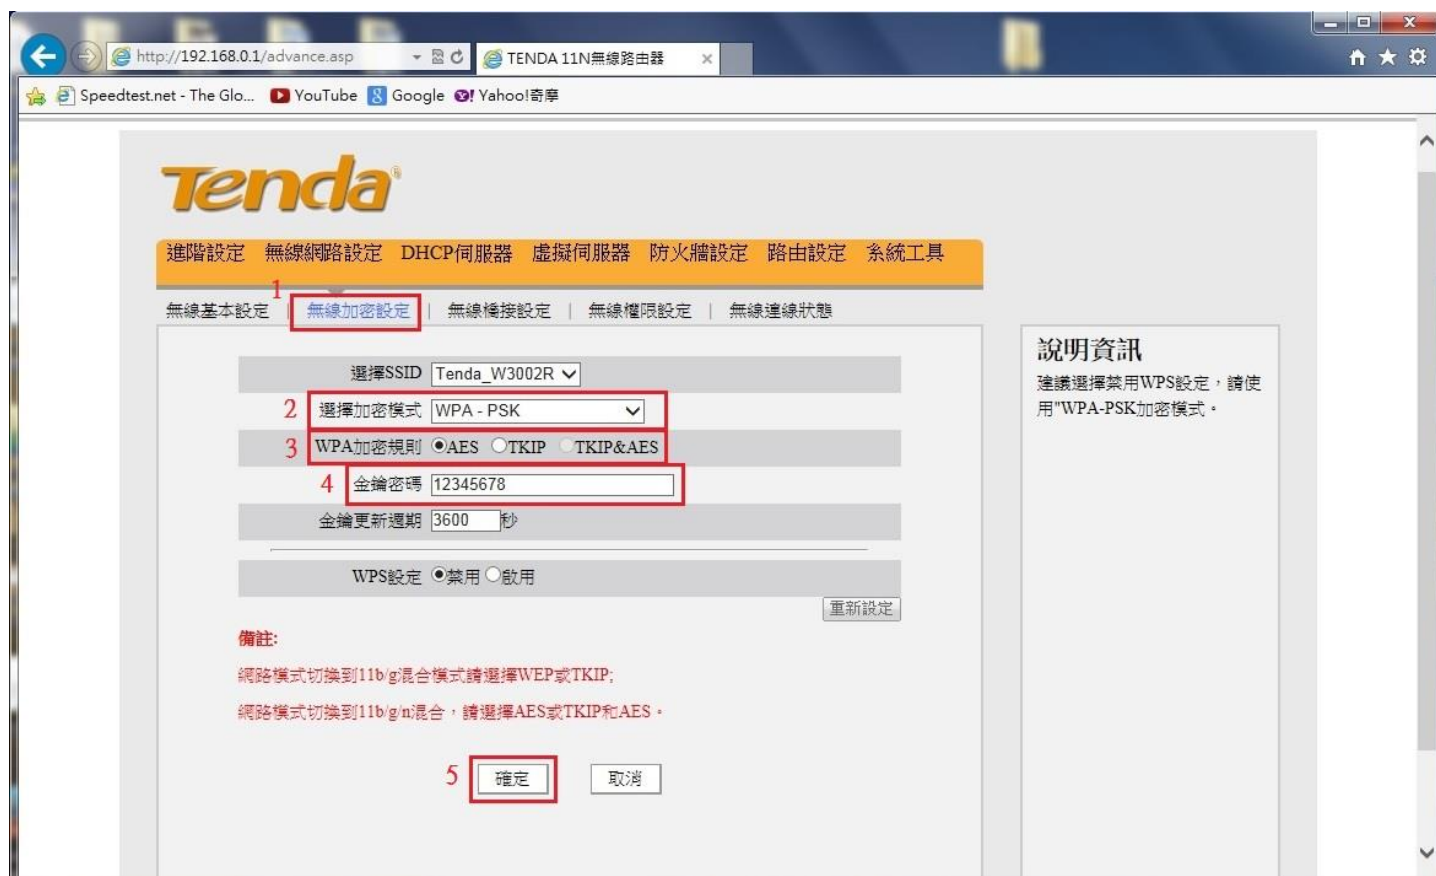 http://192.168.0.1/advance.asp
TENDA 11N無線路由器
Speedtest.net - The Glo... YouTube Google Yahoo!奇摩
Tenda®
進階設定 無線網路設定 DHCP伺服器 虛擬伺服器 防火牆設定 路由設定 系統工具
1
無線基本設定 | 無線加密設定 | 無線橋接設定 | 無線權限設定 | 無線連線狀態
選擇SSID Tenda_W3002R
2 選擇加密模式 WPA - PSK
3 WPA加密規則 AES TKIP TKIP&AES
4 金鑰密碼 12345678
金鑰更新週期 3600 秒
WPS設定 禁用 啟用
重新設定
備註:
網路模式切換到11b/g混合模式請選擇WEP或TKIP;
網路模式切換到11b/g/n混合，請選擇AES或TKIP和AES。
5 確定 取消
說明資訊
建議選擇禁用WPS設定，請使
用"WPA-PSK加密模式。